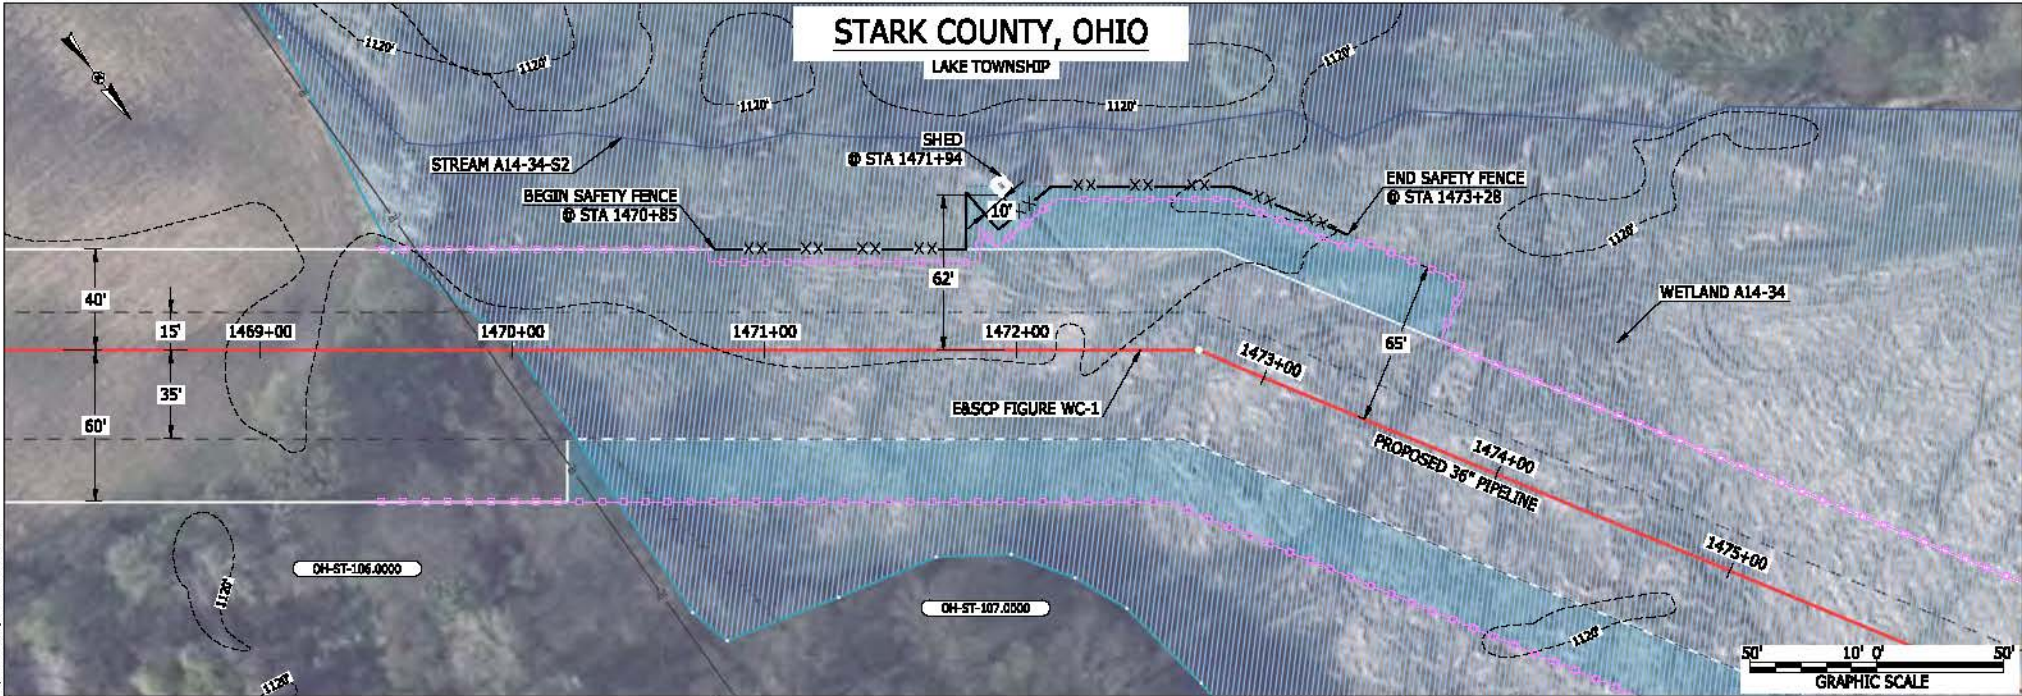 STARK COUNTY, OHIO
LAKE TOWNSHIP
1120'
1120'
1120'
1120'
1120'
STREAM A14-34-S2
SHED
@ STA 1471+94
BEGIN SAFETY FENCE
@ STA 1470+85
END SAFETY FENCE
@ STA 1473+28
10'
1120'
62'
WETLAND A14-34
40'
15'
1469+00
1470+00
1471+00
1472+00
1473+00
65'
35'
60'
E&SCP FIGURE WC-1
PROPOSED 36" PIPELINE
1474+00
1475+00
OH-ST-106.0000
OH-ST-107.0000
1120'
1120'
1120'
50' 10' 0' 50'
GRAPHIC SCALE